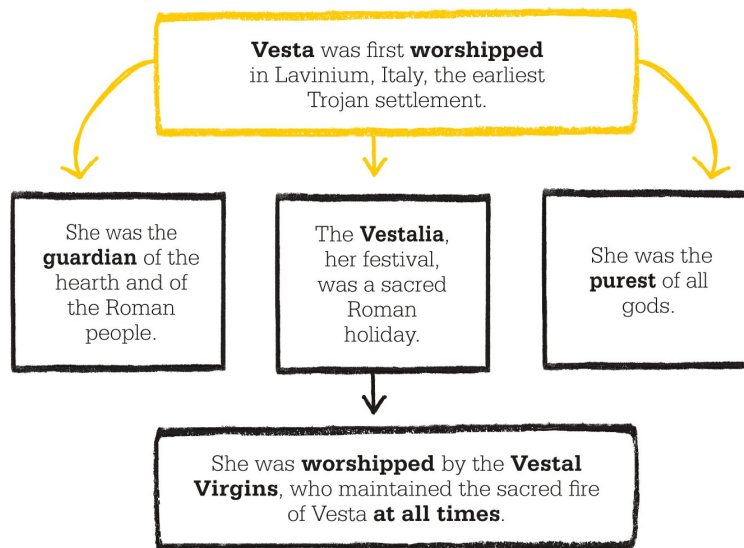 Vesta was first worshipped
in Lavinium, Italy, the earliest
Trojan settlement.
She was the
guardian of the
hearth and of
the Roman
people.
The Vestalia,
her festival,
was a sacred
Roman
holiday.
She was the
purest of all
gods.
She was worshipped by the Vestal
Virgins, who maintained the sacred fire
of Vesta at all times.